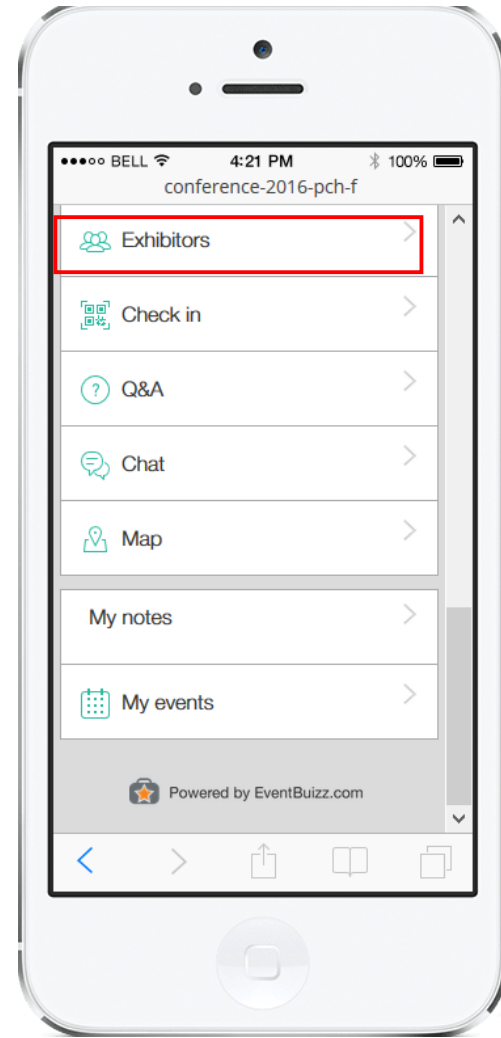 ●●●○○ BELL 4:21 PM 100%
conference-2016-pch-f
Exhibitors
Check in
? Q&A
Chat
Map
My notes
My events
Powered by EventBuizz.com